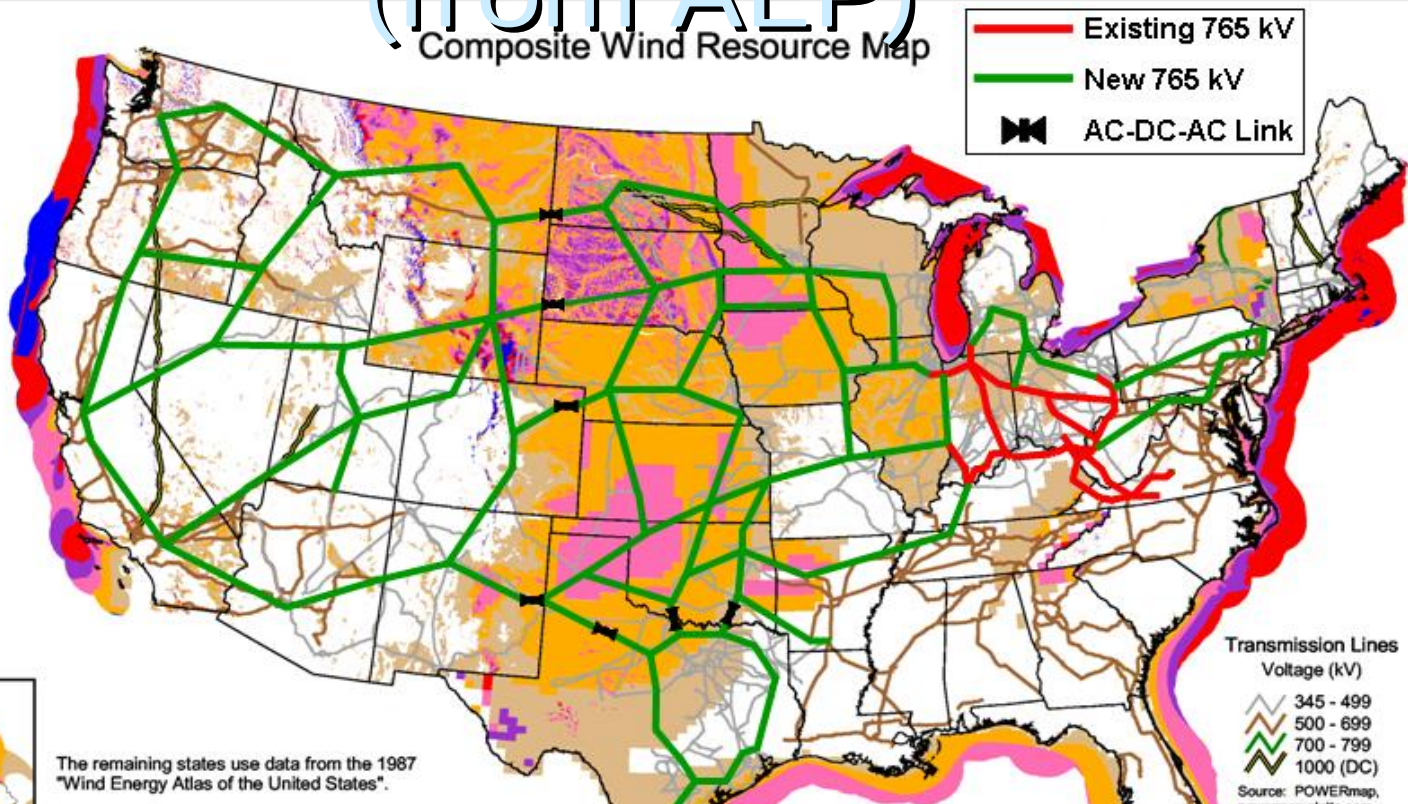 (from AEP)
Composite Wind Resource Map
Existing 765 kV
New 765 kV
AC-DC-AC Link
Transmission Lines
Voltage (kV)
345 - 499
500 - 699
700 - 799
1000 (DC)
Source: POWERmap,
The remaining states use data from the 1987
"Wind Energy Atlas of the United States".